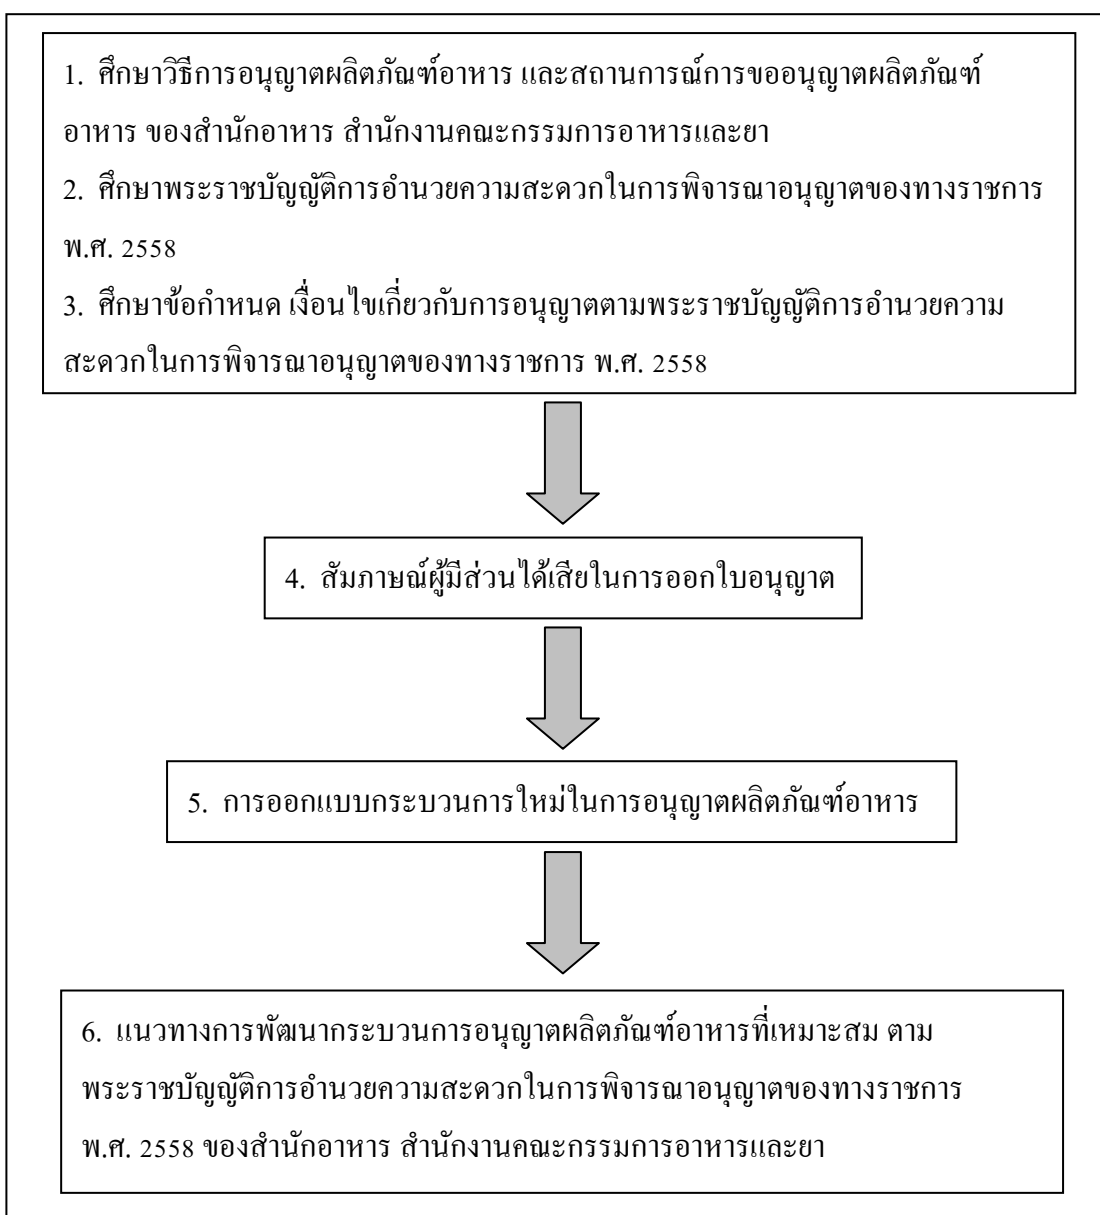 1. ศึกษาวิธีการอนุญาตผลิตภัณฑ์อาหาร และสถานการณ์การขออนุญาตผลิตภัณฑ์
อาหาร ของสำนักอาหาร สำนักงานคณะกรรมการอาหารและยา
2. ศึกษาพระราชบัญญัติการอำนวยความสะดวกในการพิจารณาอนุญาตของทางราชการ
พ.ศ. 2558
3. ศึกษาข้อกำหนด เงื่อนไขเกี่ยวกับการอนุญาตตามพระราชบัญญัติการอำนวยความ
สะดวกในการพิจารณาอนุญาตของทางราชการ พ.ศ. 2558
4. สัมภาษณ์ผู้มีส่วนได้เสียในการออกใบอนุญาต
5. การออกแบบกระบวนการใหม่ในการอนุญาตผลิตภัณฑ์อาหาร
6. แนวทางการพัฒนากระบวนการอนุญาตผลิตภัณฑ์อาหารที่เหมาะสม ตาม
พระราชบัญญัติการอำนวยความสะดวกในการพิจารณาอนุญาตของทางราชการ
พ.ศ. 2558 ของสำนักอาหาร สำนักงานคณะกรรมการอาหารและยา